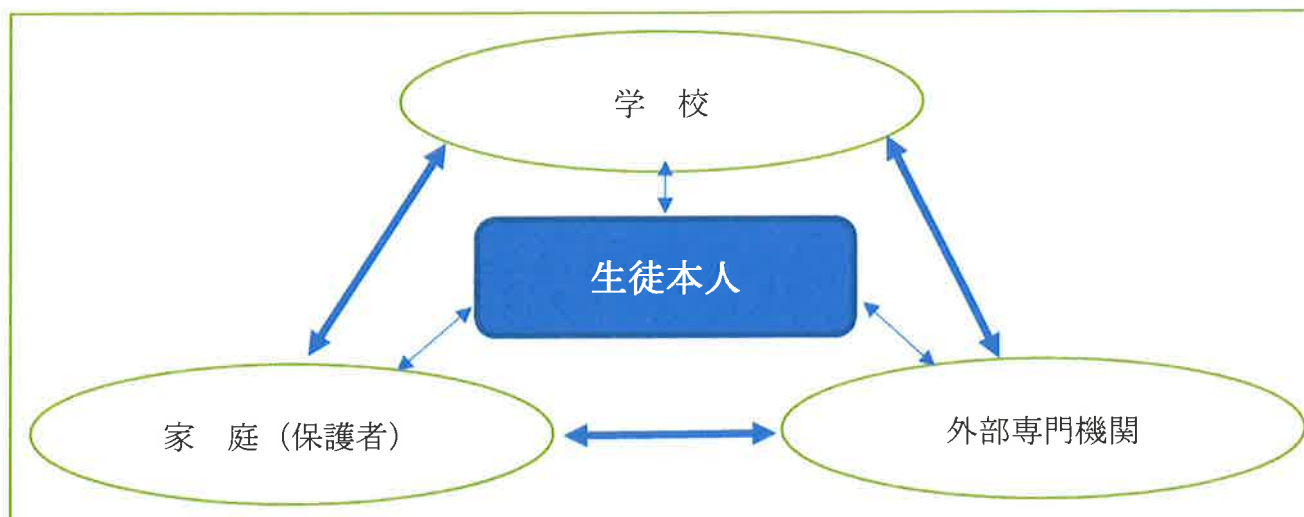 学　校
生徒本人
家　庭（保護者）
外部専門機関